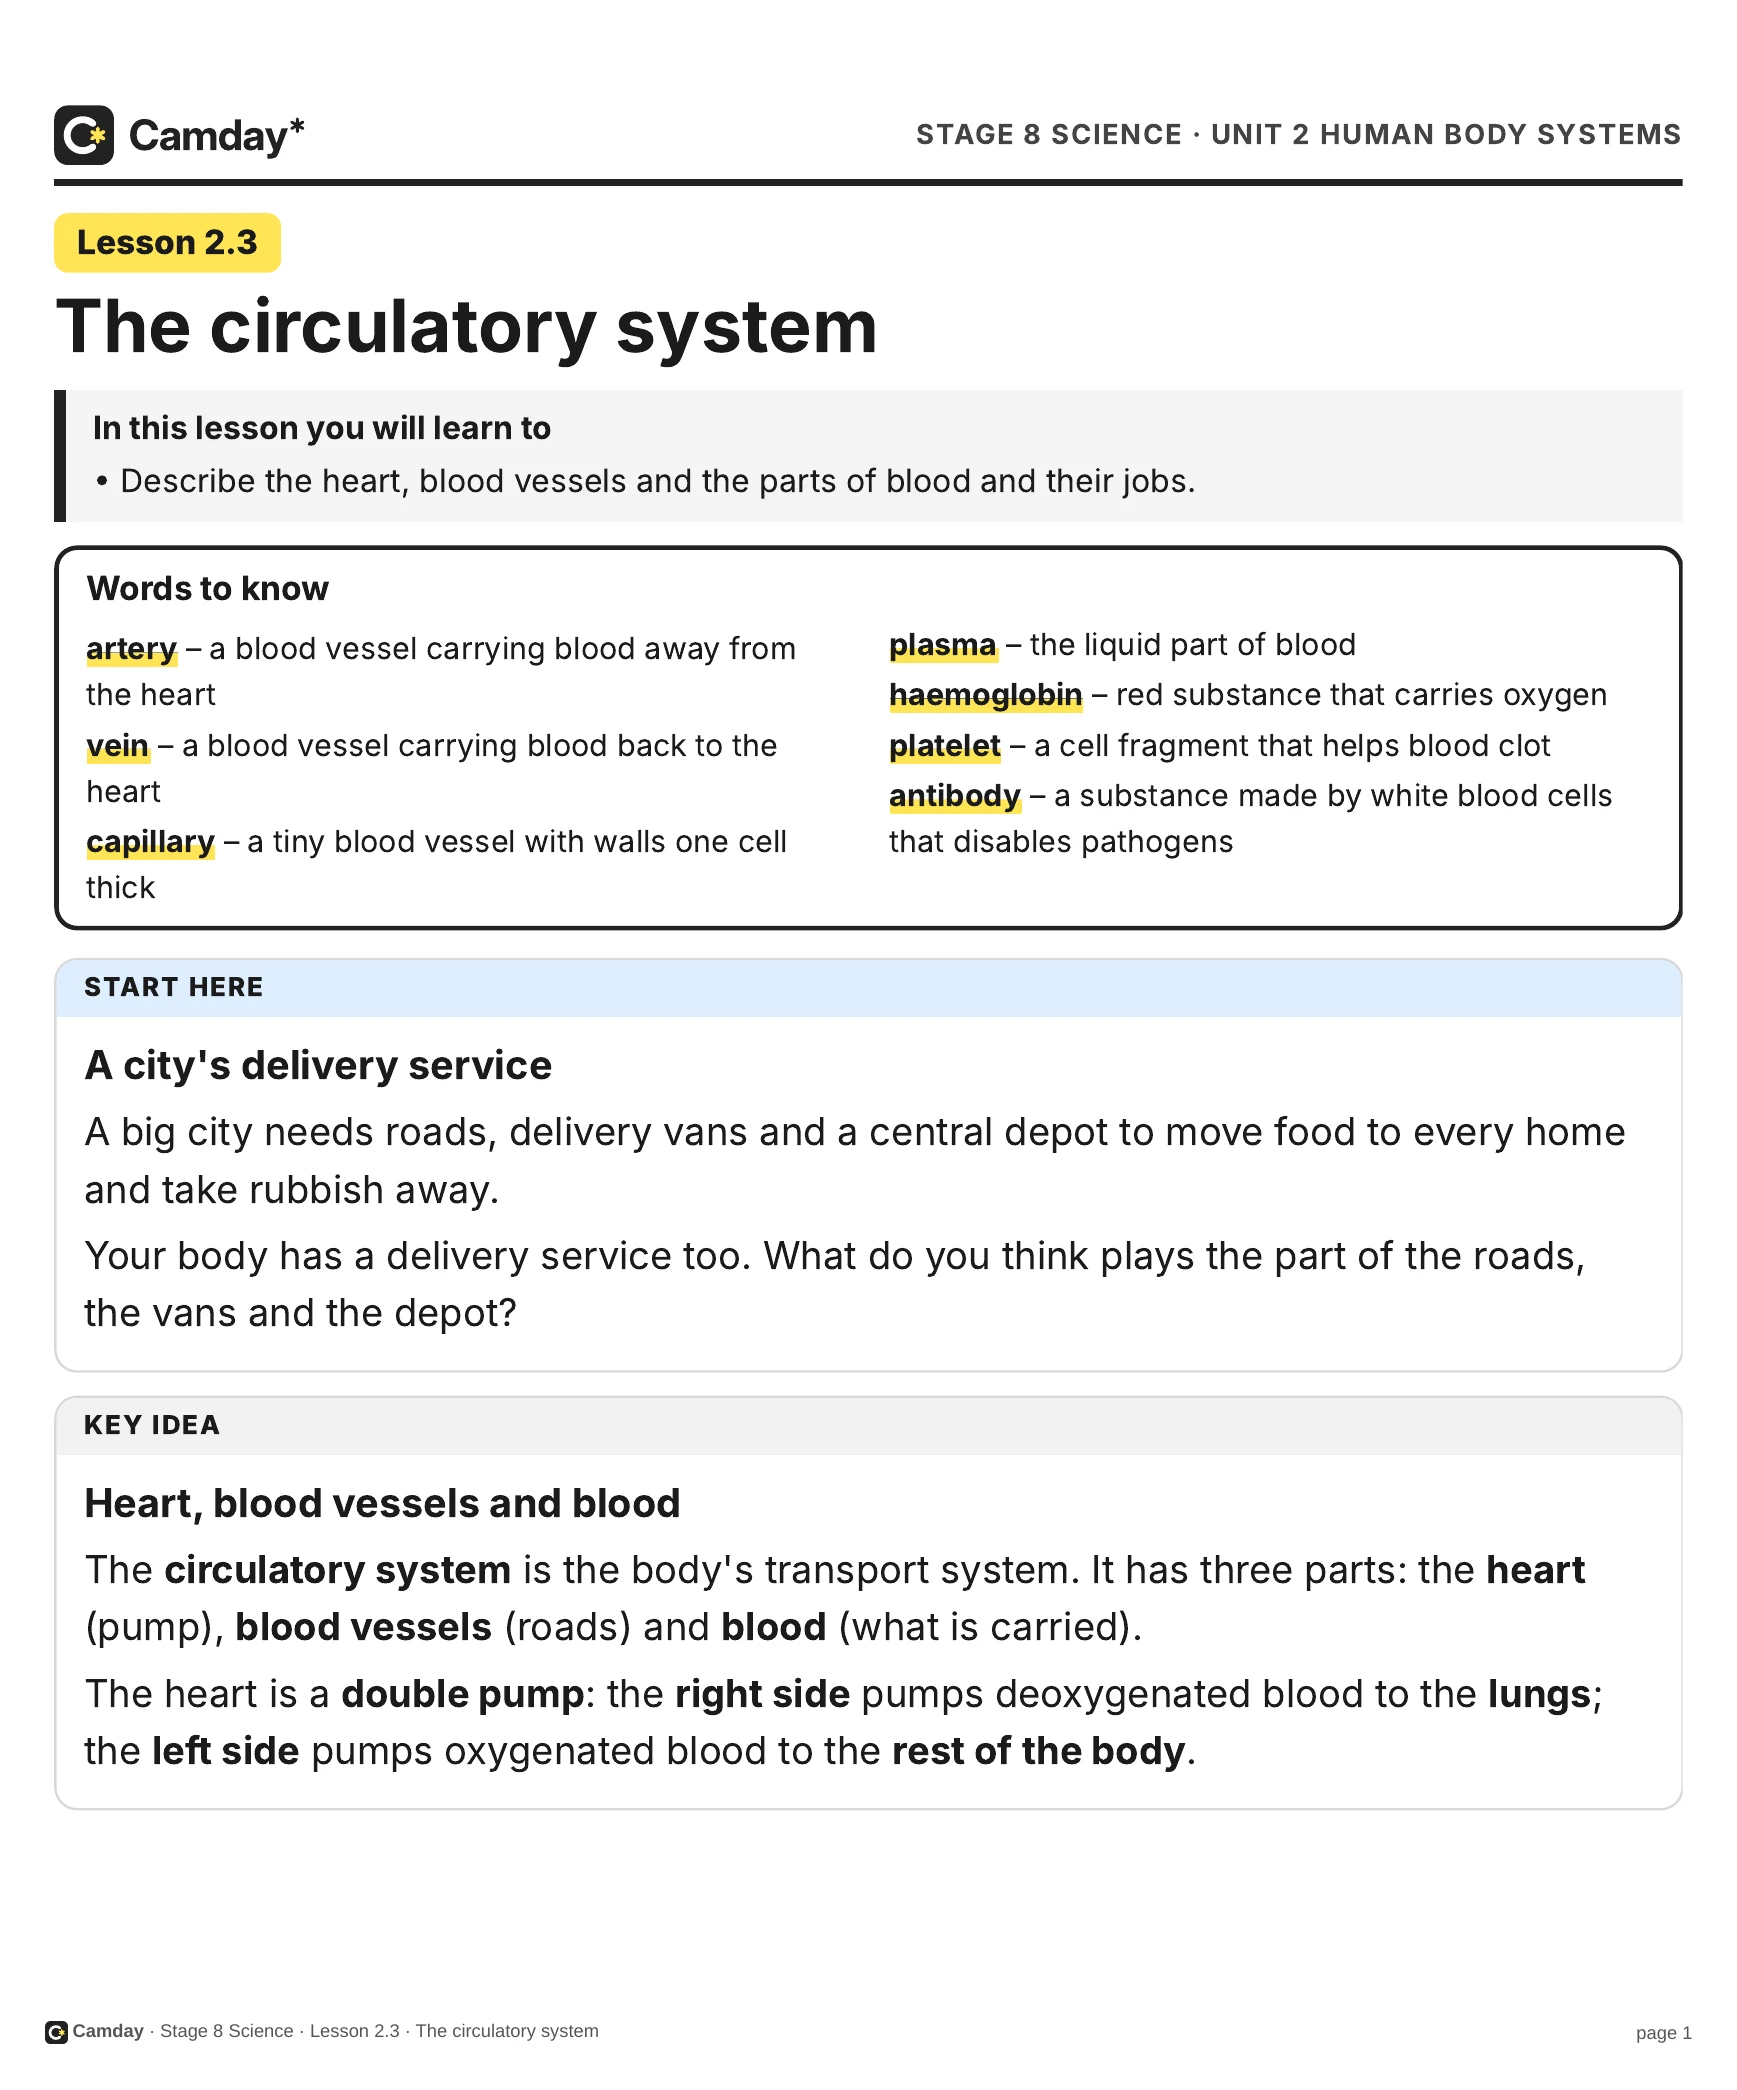 Camday*
STAGE 8 SCIENCE · UNIT 2 HUMAN BODY SYSTEMS
Lesson 2.3
The circulatory system
In this lesson you will learn to
• Describe the heart, blood vessels and the parts of blood and their jobs.
Words to know
artery – a blood vessel carrying blood away from
the heart
vein – a blood vessel carrying blood back to the
heart
capillary – a tiny blood vessel with walls one cell
thick
plasma – the liquid part of blood
haemoglobin – red substance that carries oxygen
platelet – a cell fragment that helps blood clot
antibody – a substance made by white blood cells
that disables pathogens
START HERE
A city's delivery service
A big city needs roads, delivery vans and a central depot to move food to every home
and take rubbish away.
Your body has a delivery service too. What do you think plays the part of the roads,
the vans and the depot?
KEY IDEA
Heart, blood vessels and blood
The circulatory system is the body's transport system. It has three parts: the heart
(pump), blood vessels (roads) and blood (what is carried).
The heart is a double pump: the right side pumps deoxygenated blood to the lungs;
the left side pumps oxygenated blood to the rest of the body.
Camday · Stage 8 Science · Lesson 2.3 · The circulatory system
page 1